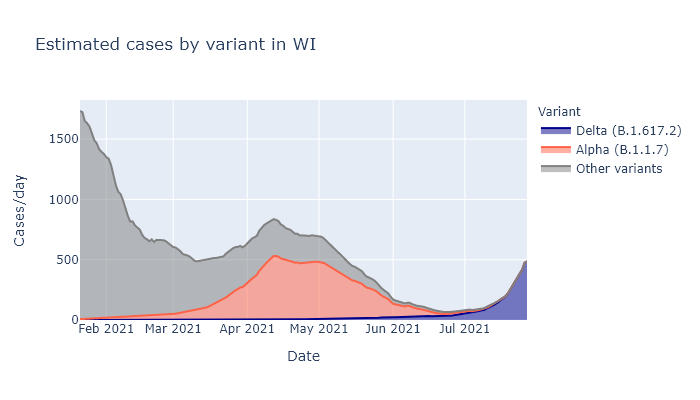 Estimated cases by variant in WI
Variant
Delta (B.1.617.2)
Alpha (B.1.1.7)
Other variants
Cases/day
1500
1000
500
0
Feb 2021 Mar 2021 Apr 2021 May 2021 Jun 2021 Jul 2021
Date